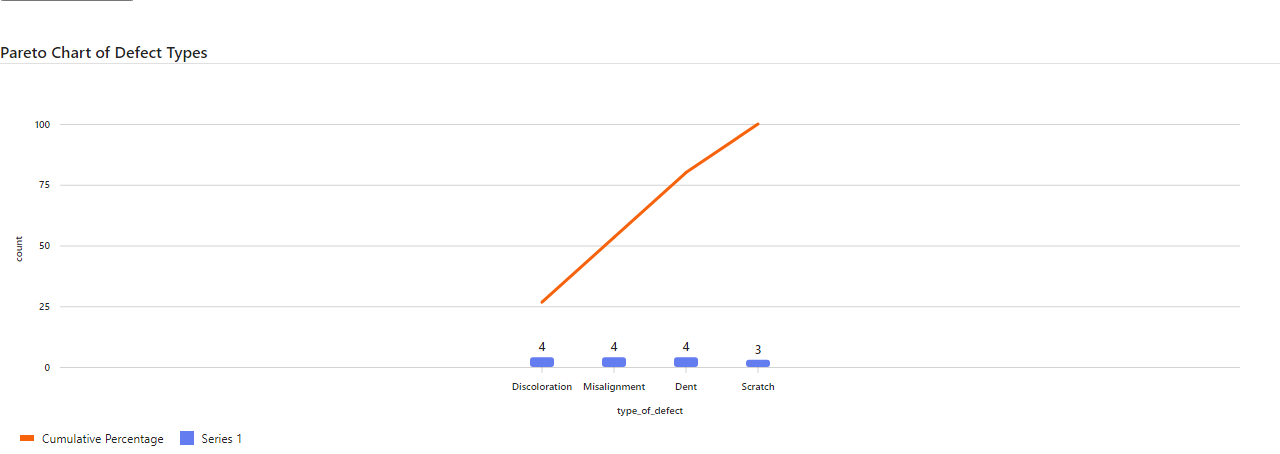 Pareto Chart of Defect Types
100
75
50
25
0
count
4 4 4 3
Discoloration Misalignment Dent Scratch
type_of_defect
Cumulative Percentage Series 1